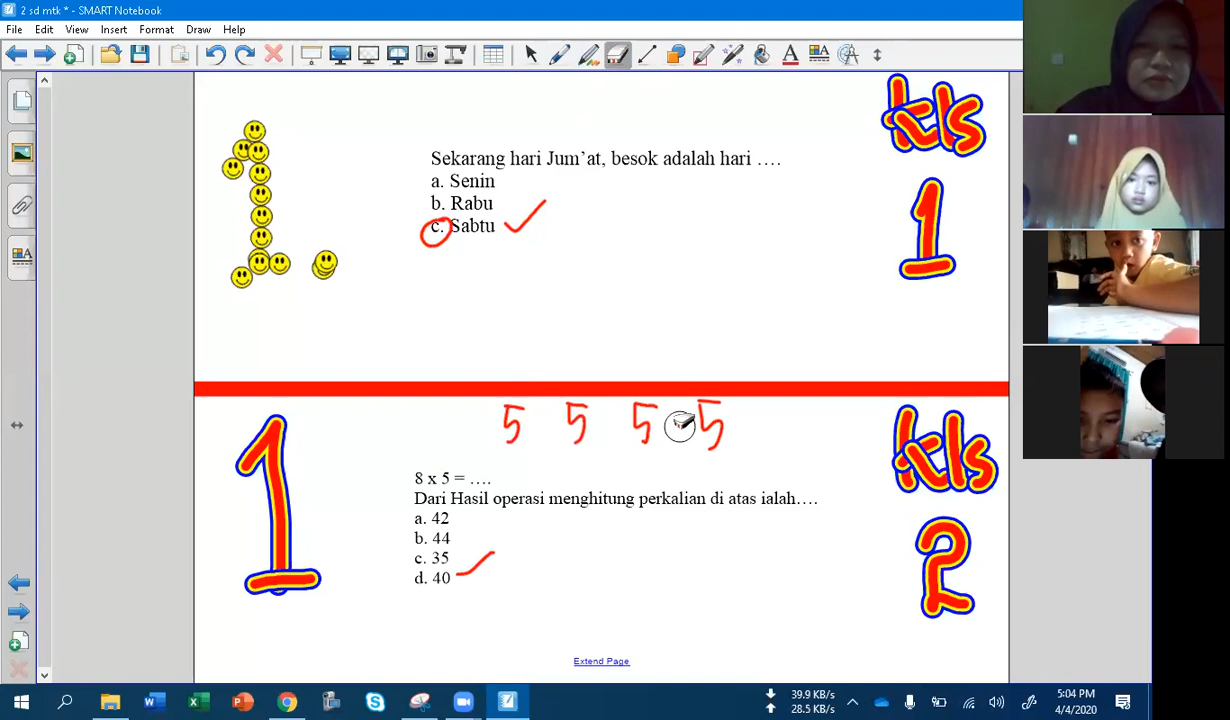 2 sd mtk * - SMART Notebook
File Edit View Insert Format Tools Draw Help
kls
1
Sekarang hari Jum’at, besok adalah hari ….
a. Senin
b. Rabu
c. Sabtu
1
5 5 5 5
kls
2
1
8 x 5 = ….
Dari Hasil operasi menghitung perkalian di atas ialah….
a. 42
b. 44
c. 35
d. 40
Extend Page
39.9 KB/s
28.5 KB/s
5:04 PM
4/4/2020